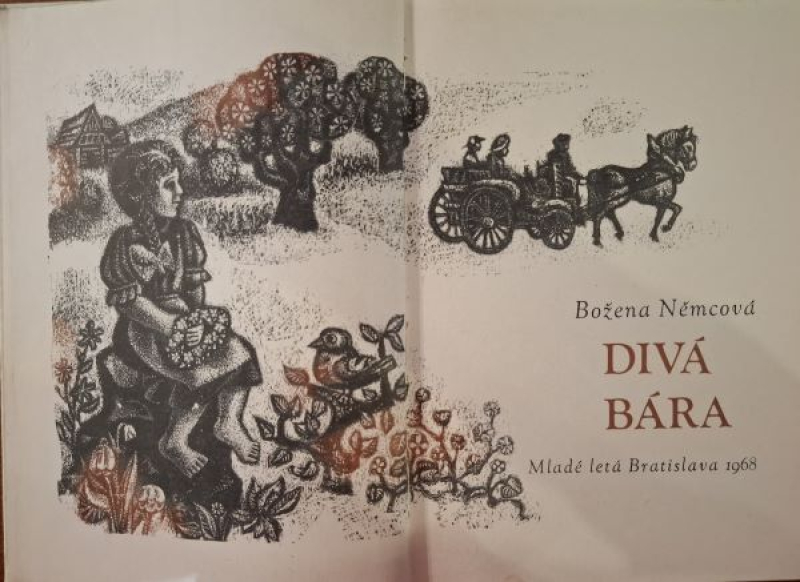 Božena Němcová
DIVÁ
BÁRA
Mladé letá Bratislava 1968